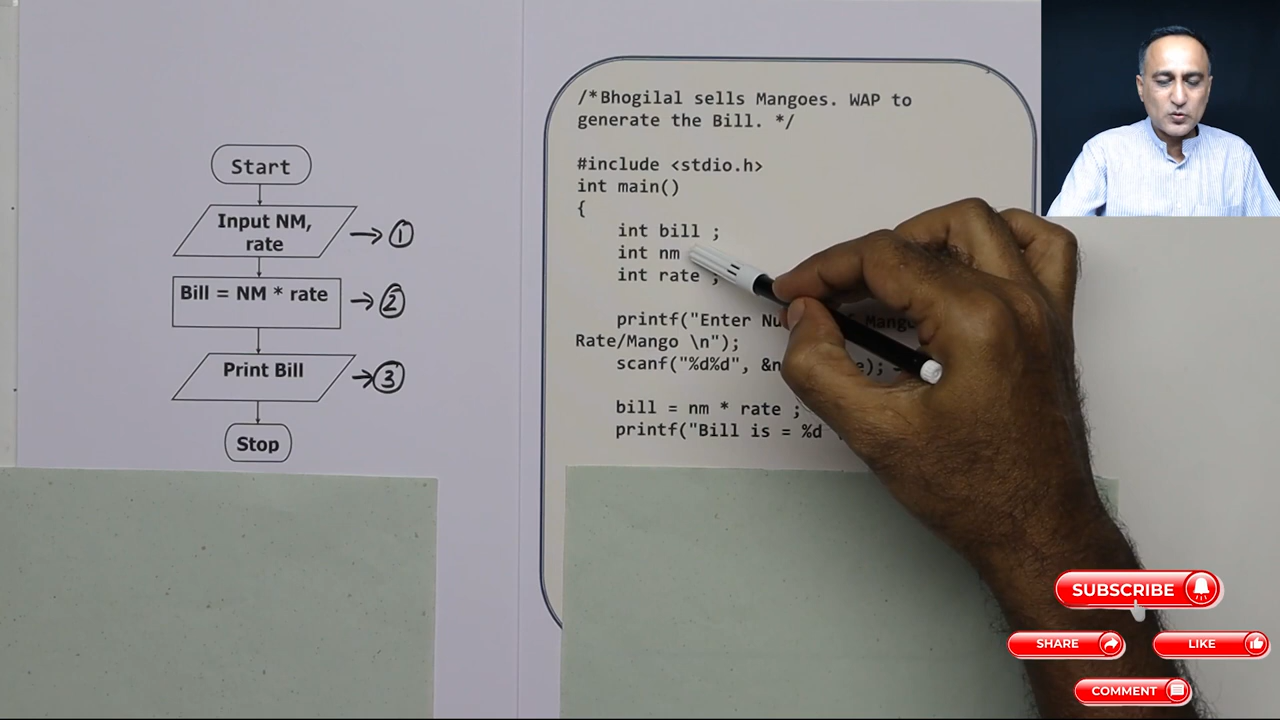 Start
Input NM,
rate
1
Bill = NM * rate
2
Print Bill
3
Stop
/*Bhogilal sells Mangoes. WAP to
generate the Bill. */
#include <stdio.h>
int main()
{
int bill ;
int nm
int rate ;
printf("Enter
Rate/Mango \n");
scanf("%d%d",
bill = nm * rate ;
printf("Bill is = %d
SUBSCRIBE
SHARE
LIKE
COMMENT